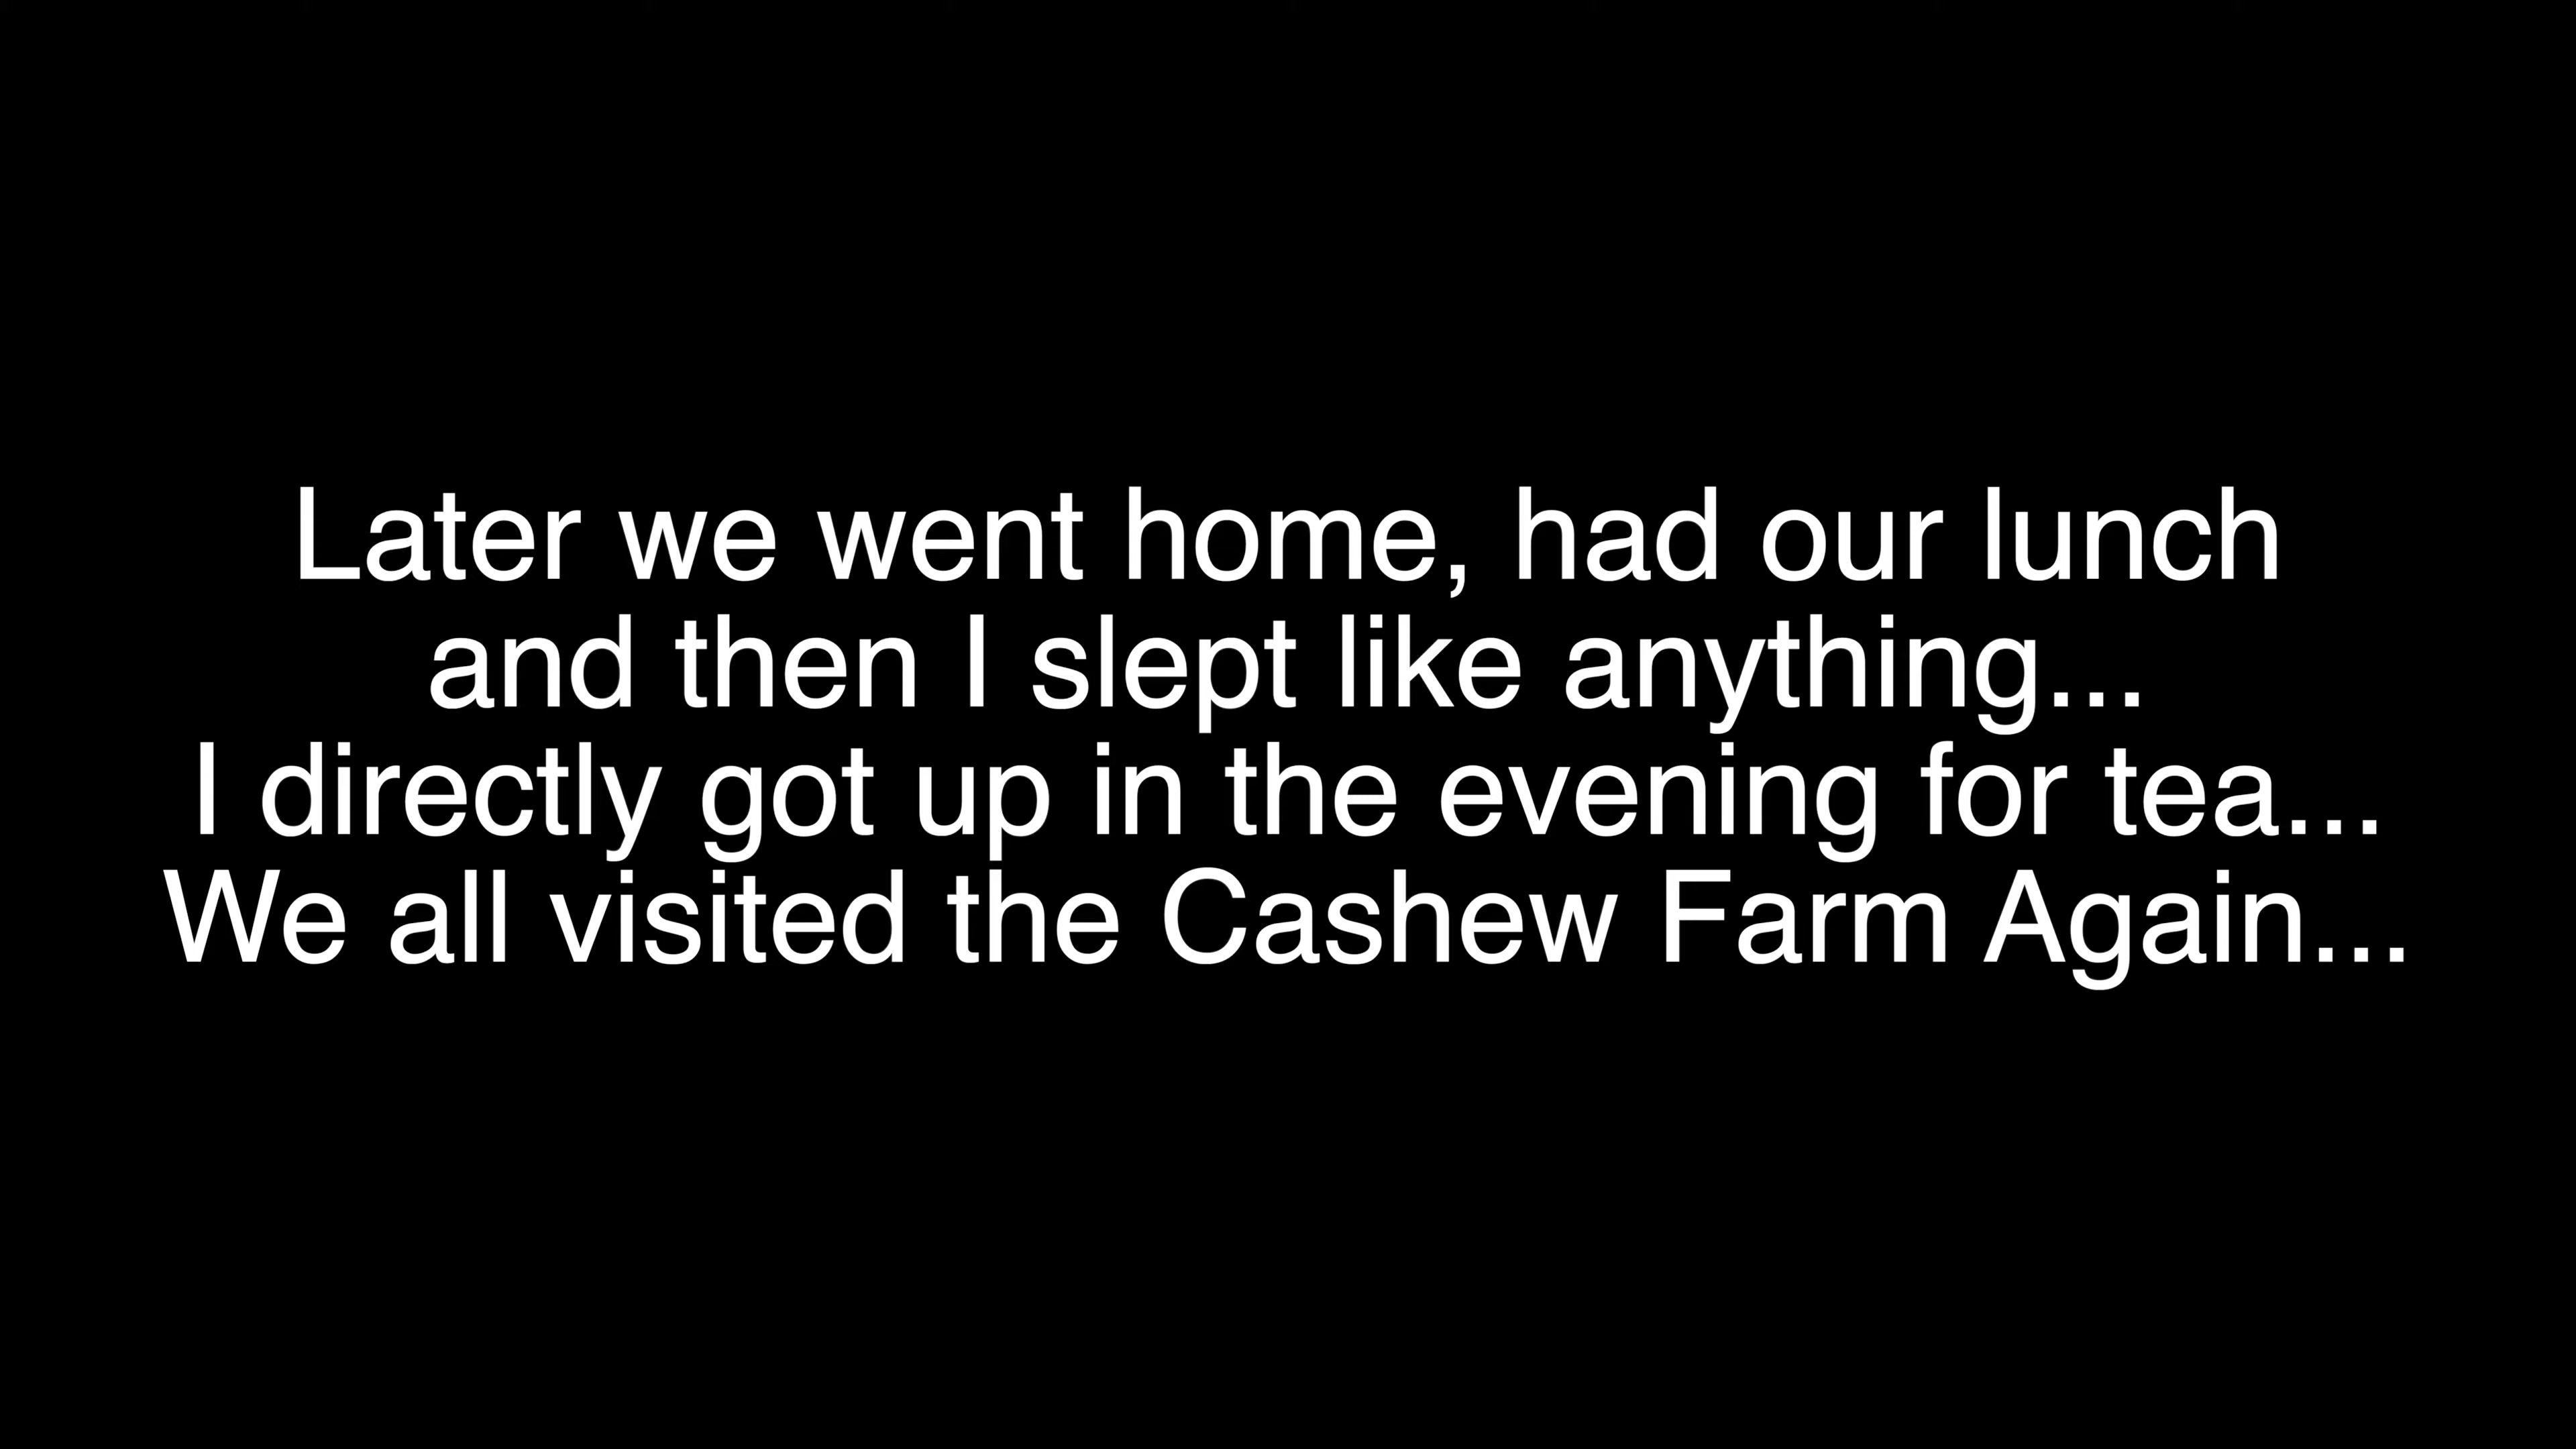 Later we went home, had our lunch
and then I slept like anything...
I directly got up in the evening for tea...
We all visited the Cashew Farm Again...